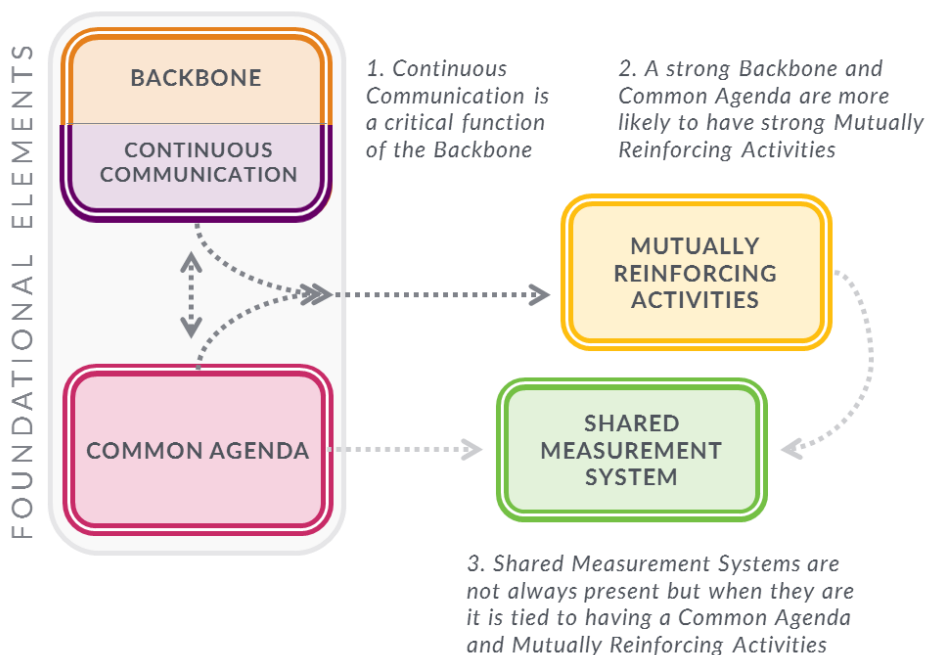 FOUNDATIONAL ELEMENTS
BACKBONE
CONTINUOUS
COMMUNICATION
COMMON AGENDA
1. Continuous
Communication is
a critical function
of the Backbone
2. A strong Backbone and
Common Agenda are more
likely to have strong Mutually
Reinforcing Activities
MUTUALLY
REINFORCING
ACTIVITIES
SHARED
MEASUREMENT
SYSTEM
3. Shared Measurement Systems are
not always present but when they are
it is tied to having a Common Agenda
and Mutually Reinforcing Activities